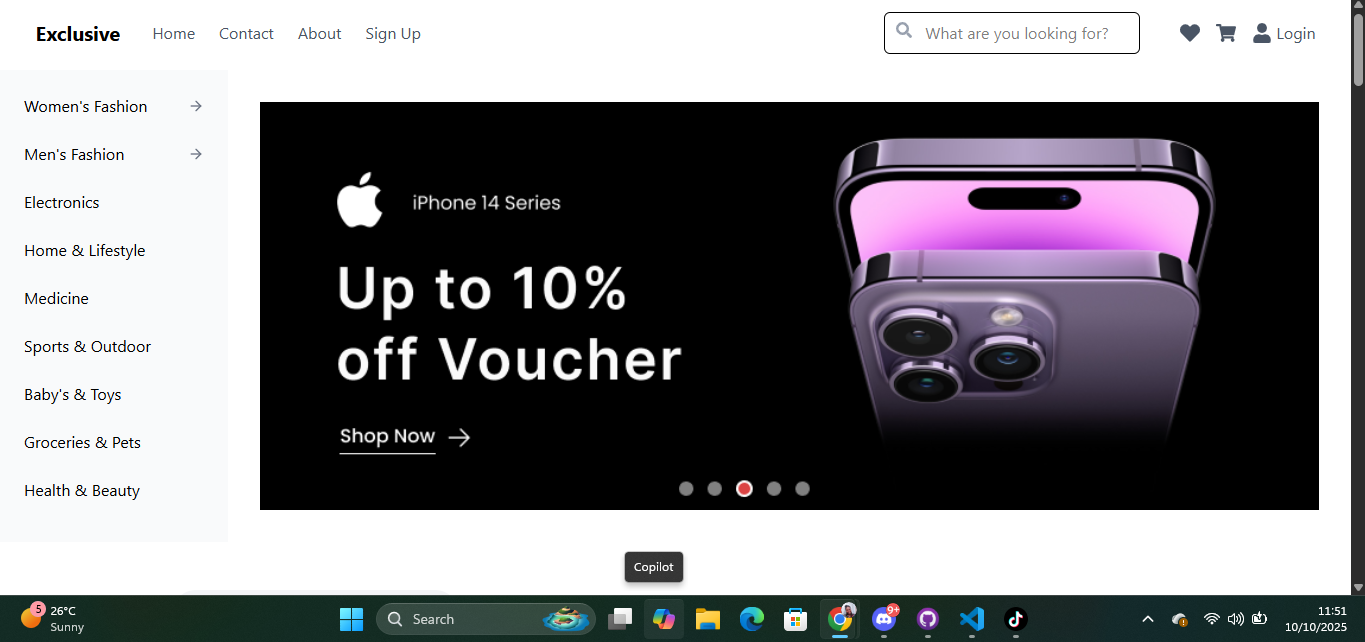 Exclusive
Home
Contact
About
Sign Up
What are you looking for?
Login
Women's Fashion
Men's Fashion
Electronics
Home & Lifestyle
Medicine
Sports & Outdoor
Baby's & Toys
Groceries & Pets
Health & Beauty
iPhone 14 Series
Up to 10%
off Voucher
Shop Now
Copilot
5
26°C
Sunny
Search
9+
11:51
10/10/2025